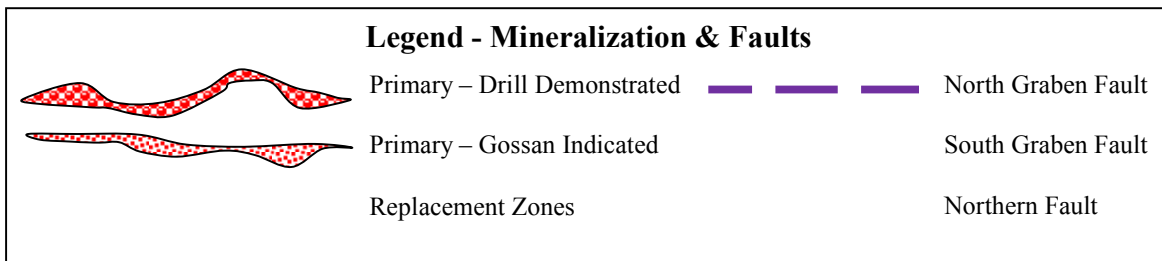 Legend - Mineralization & Faults
Primary – Drill Demonstrated North Graben Fault
Primary – Gossan Indicated South Graben Fault
Replacement Zones Northern Fault